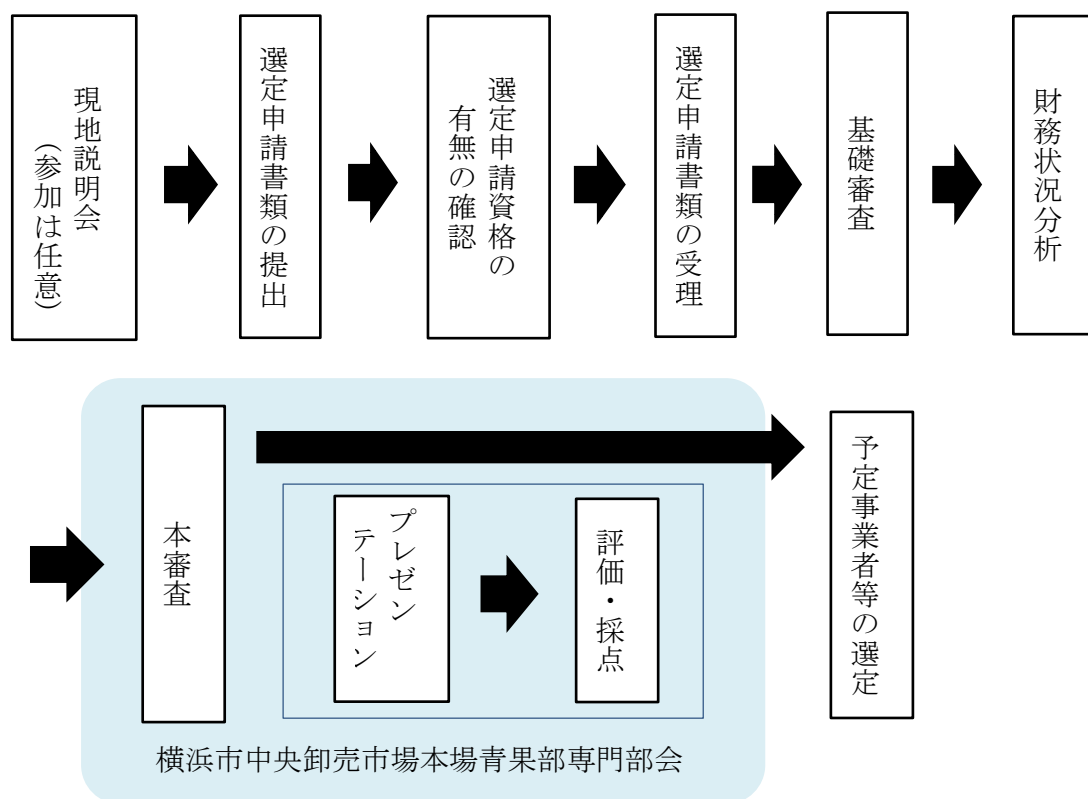 現地説明会
（参加は任意）
選定申請書類の提出
選定申請資格の
有無の確認
選定申請書類の受理
基礎審査
財務状況分析
本審査
プレゼン
テーション
評価・採点
予定事業者等の選定
横浜市中央卸売市場本場青果部専門部会